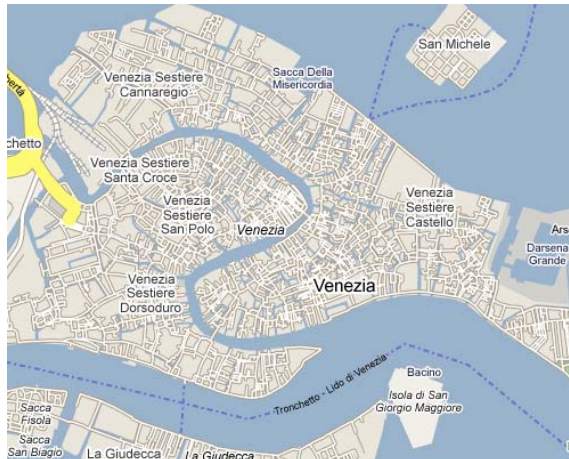 San Michele
Venezia Sestiere
Cannaregio
Sacca Della
Misericordia
chetto
Venezia Sestiere
Santa Croce
Venezia
Sestiere
San Polo
Venezia
Venezia
Sestiere
Castello
Arse
Darsena
Grande
Venezia
Sestiere
Dorsoduro
Venezia
Tronchetto - Lido di Venezia
Bacino
Isola di San
Giorgio Maggiore
Sacca
Fisola
Sacca
San Biagio
La Giudecca
La Giudecca